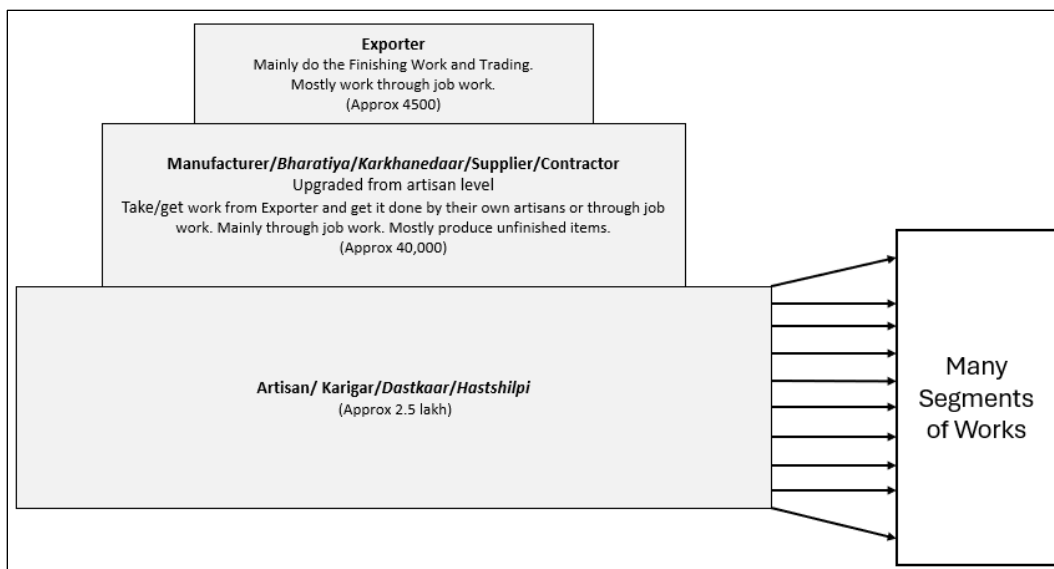 Exporter
Mainly do the Finishing Work and Trading.
Mostly work through job work.
(Approx 4500)
Manufacturer/Bharatiya/Karkhanedaar/Supplier/Contractor
Upgraded from artisan level
Take/get work from Exporter and get it done by their own artisans or through job
work. Mainly through job work. Mostly produce unfinished items.
(Approx 40,000)
Artisan/ Karigar/Dastkaar/Hastshilpi
(Approx 2.5 lakh)
Many
Segments
of Works